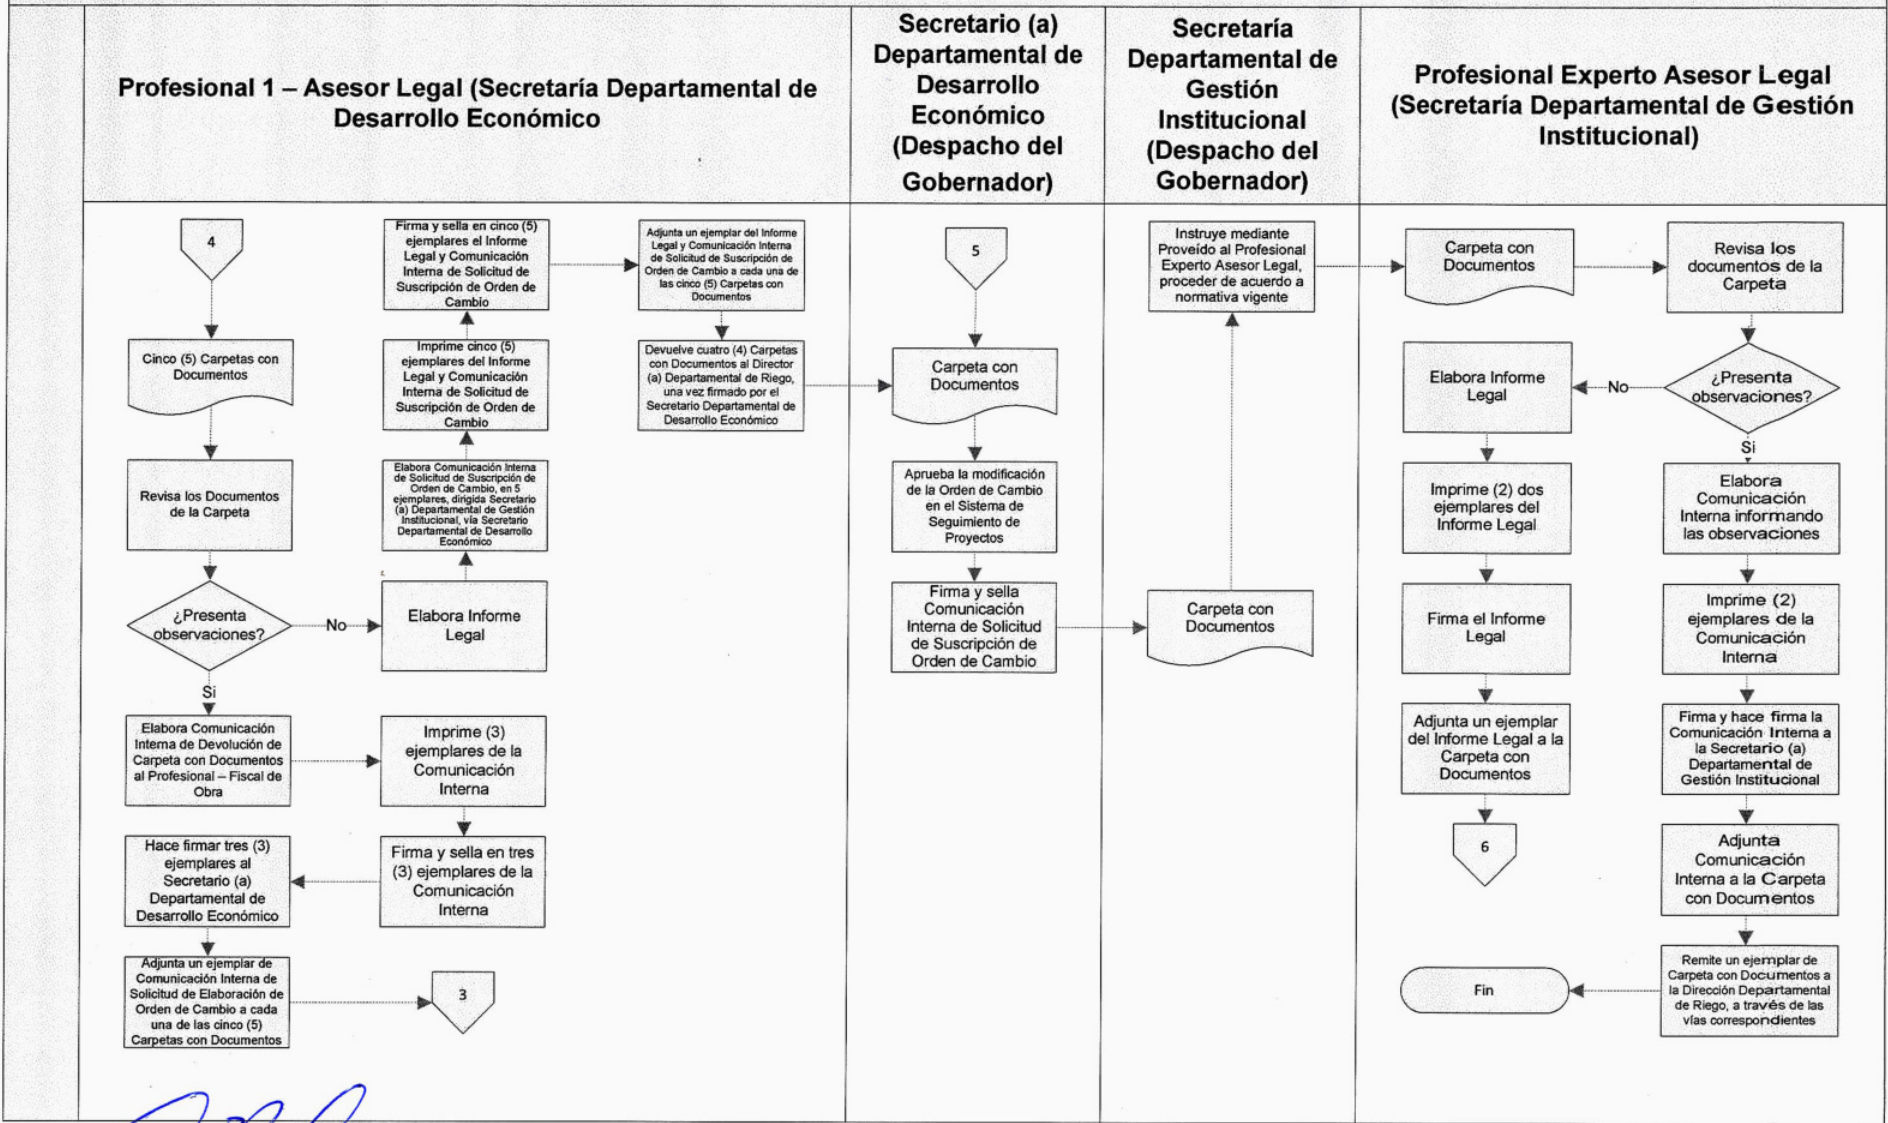 Profesional 1 – Asesor Legal (Secretaría Departamental de
Desarrollo Económico
Secretario (a)
Departamental de
Desarrollo
Económico
(Despacho del
Gobernador)
Secretaría
Departamental de
Gestión
Institucional
(Despacho del
Gobernador)
Profesional Experto Asesor Legal
(Secretaría Departamental de Gestión
Institucional)
4
Cinco (5) Carpetas con
Documentos
Revisa los Documentos
de la Carpeta
¿Presenta
observaciones?
No
Si
Elabora Informe
Legal
Elabora Comunicación Interna
de Solicitud de Suscripción de
Orden de Cambio, en 5
ejemplares, dirigida Secretario
(a) Departamental de Gestión
Institucional, vía Secretario
Departamental de Desarrollo
Económico
Imprime cinco (5)
ejemplares del Informe
Legal y Comunicación
Interna de Solicitud de
Suscripción de Orden de
Cambio
Firma y sella en cinco (5)
ejemplares el Informe
Legal y Comunicación
Interna de Solicitud de
Suscripción de Orden de
Cambio
Adjunta un ejemplar del Informe
Legal y Comunicación Interna
de Solicitud de Suscripción de
Orden de Cambio a cada una de
las cinco (5) Carpetas con
Documentos
Devuelve cuatro (4) Carpetas
con Documentos al Director
(a) Departamental de Riego,
una vez firmado por el
Secretario Departamental de
Desarrollo Económico
Elabora Comunicación
Interna de Devolución de
Carpeta con Documentos
al Profesional – Fiscal de
Obra
Imprime (3)
ejemplares de la
Comunicación
Interna
Firma y sella en tres
(3) ejemplares de la
Comunicación
Interna
Hace firmar tres (3)
ejemplares al
Secretario (a)
Departamental de
Desarrollo Económico
Adjunta un ejemplar de
Comunicación Interna de
Solicitud de Elaboración de
Orden de Cambio a cada
una de las cinco (5)
Carpetas con Documentos
3
5
Carpeta con
Documentos
Aprueba la modificación
de la Orden de Cambio
en el Sistema de
Seguimiento de
Proyectos
Firma y sella
Comunicación
Interna de Solicitud
de Suscripción de
Orden de Cambio
Carpeta con
Documentos
Instruye mediante
Proveído al Profesional
Experto Asesor Legal,
proceder de acuerdo a
normativa vigente
Carpeta con
Documentos
Revisa los
documentos de la
Carpeta
¿Presenta
observaciones?
No
Si
Elabora Informe
Legal
Imprime (2) dos
ejemplares del
Informe Legal
Firma el Informe
Legal
Adjunta un ejemplar
del Informe Legal a la
Carpeta con
Documentos
6
Elabora
Comunicación
Interna informando
las observaciones
Imprime (2)
ejemplares de la
Comunicación
Interna
Firma y hace firma la
Comunicación Interna a
la Secretario (a)
Departamental de
Gestión Institucional
Adjunta
Comunicación
Interna a la Carpeta
con Documentos
Remite un ejemplar de
Carpeta con Documentos a
la Dirección Departamental
de Riego, a través de las
vías correspondientes
Fin